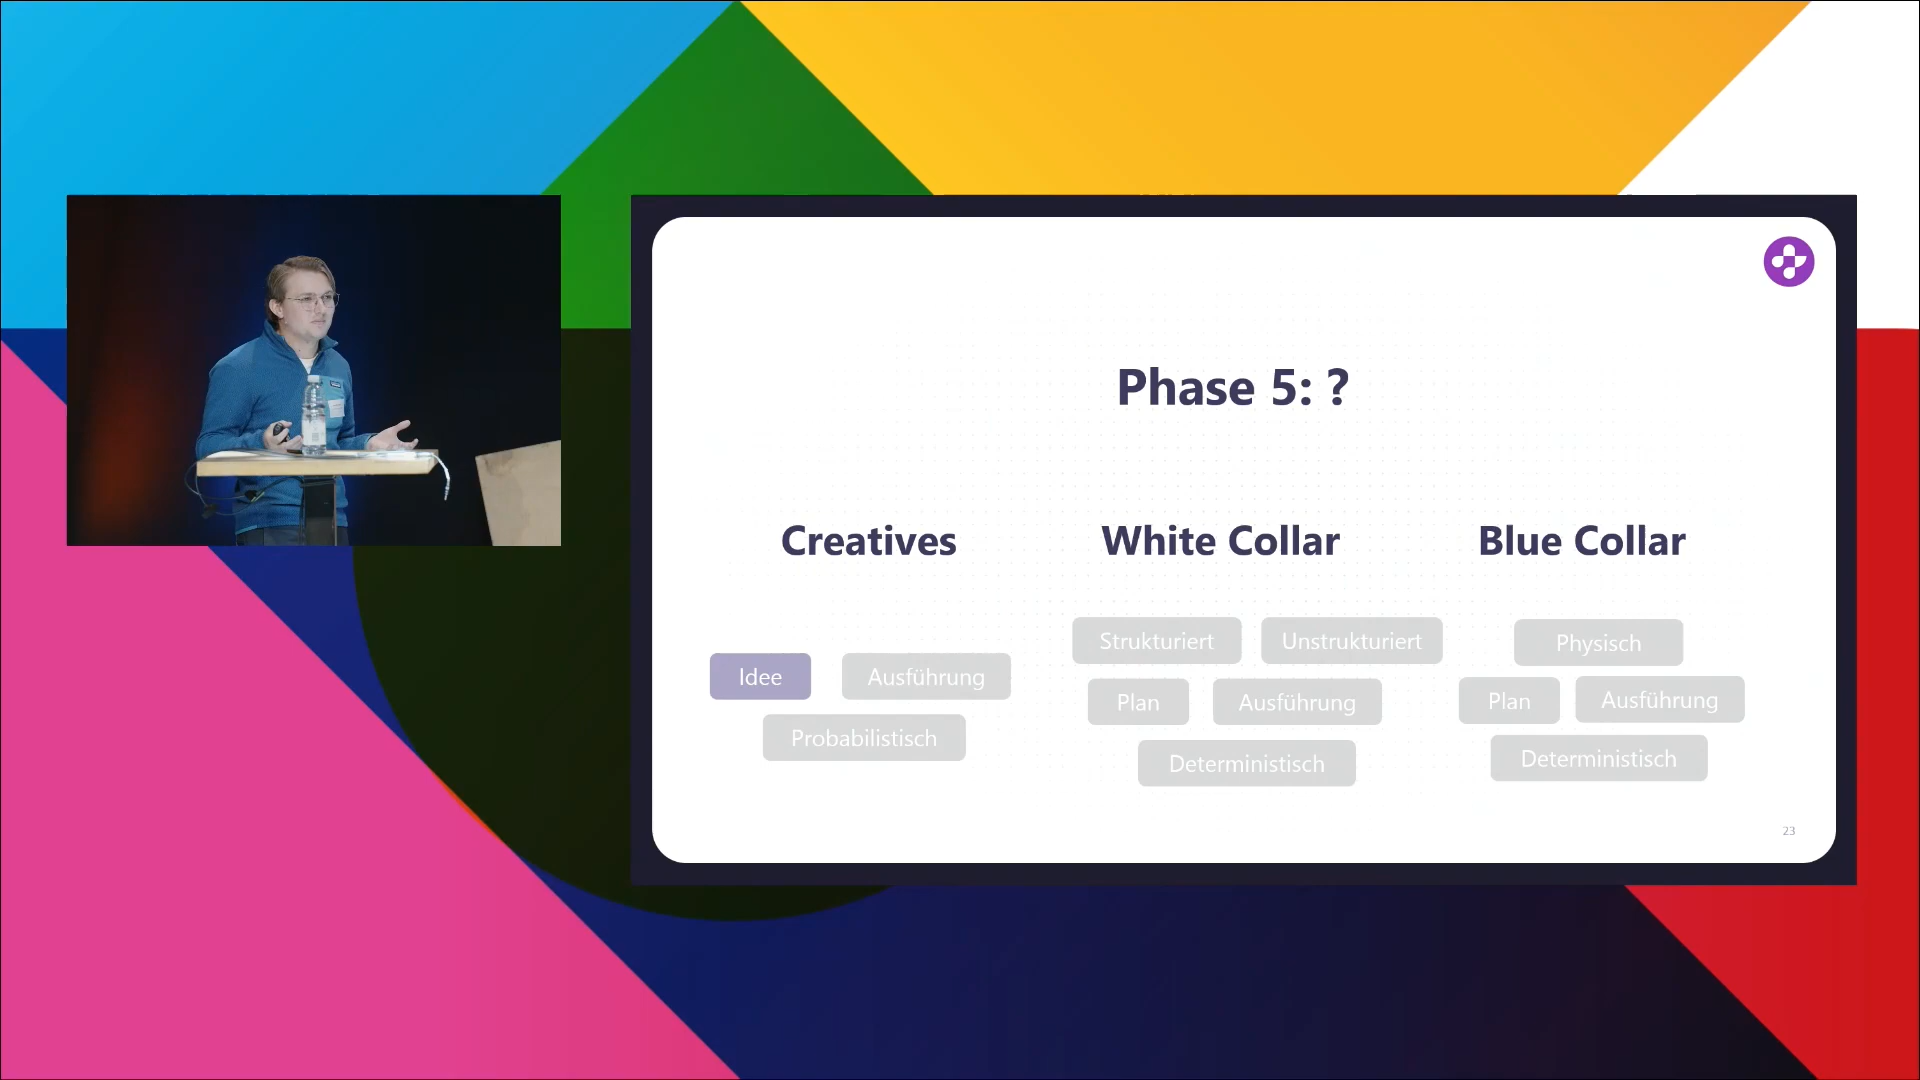 Phase 5: ?
Creatives
White Collar
Blue Collar
Idee
Ausführung
Probabilistisch
Strukturiert
Unstrukturiert
Plan
Ausführung
Deterministisch
Physisch
Plan
Ausführung
Deterministisch
23